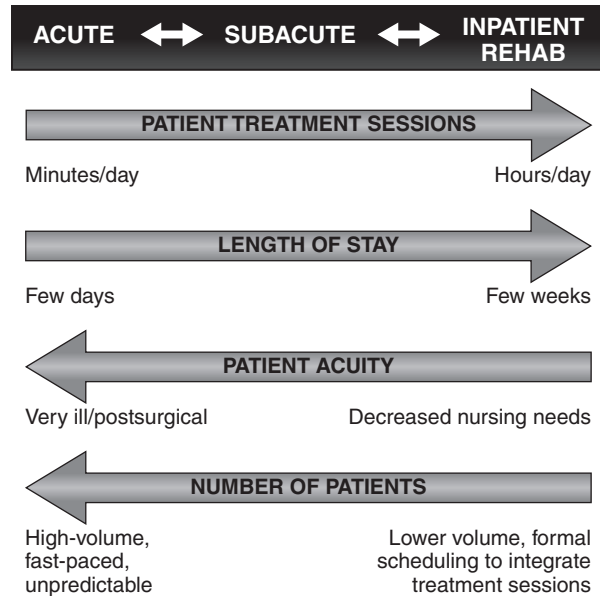 ACUTE SUBACUTE INPATIENT
REHAB
PATIENT TREATMENT SESSIONS
Minutes/day Hours/day
LENGTH OF STAY
Few days Few weeks
PATIENT ACUITY
Very ill/postsurgical Decreased nursing needs
NUMBER OF PATIENTS
High-volume,
fast-paced,
unpredictable
Lower volume, formal
scheduling to integrate
treatment sessions